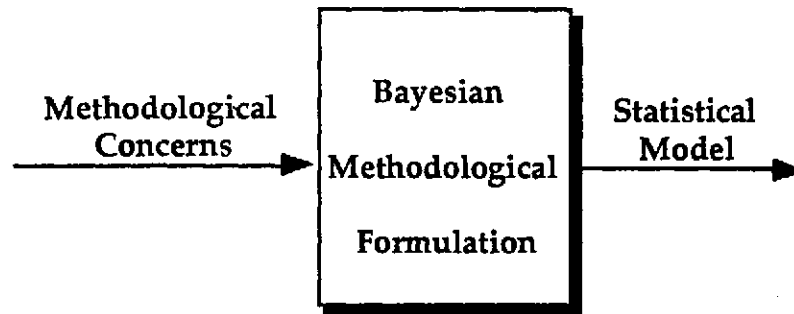 Methodological
Concerns
Bayesian
Methodological
Formulation
Statistical
Model